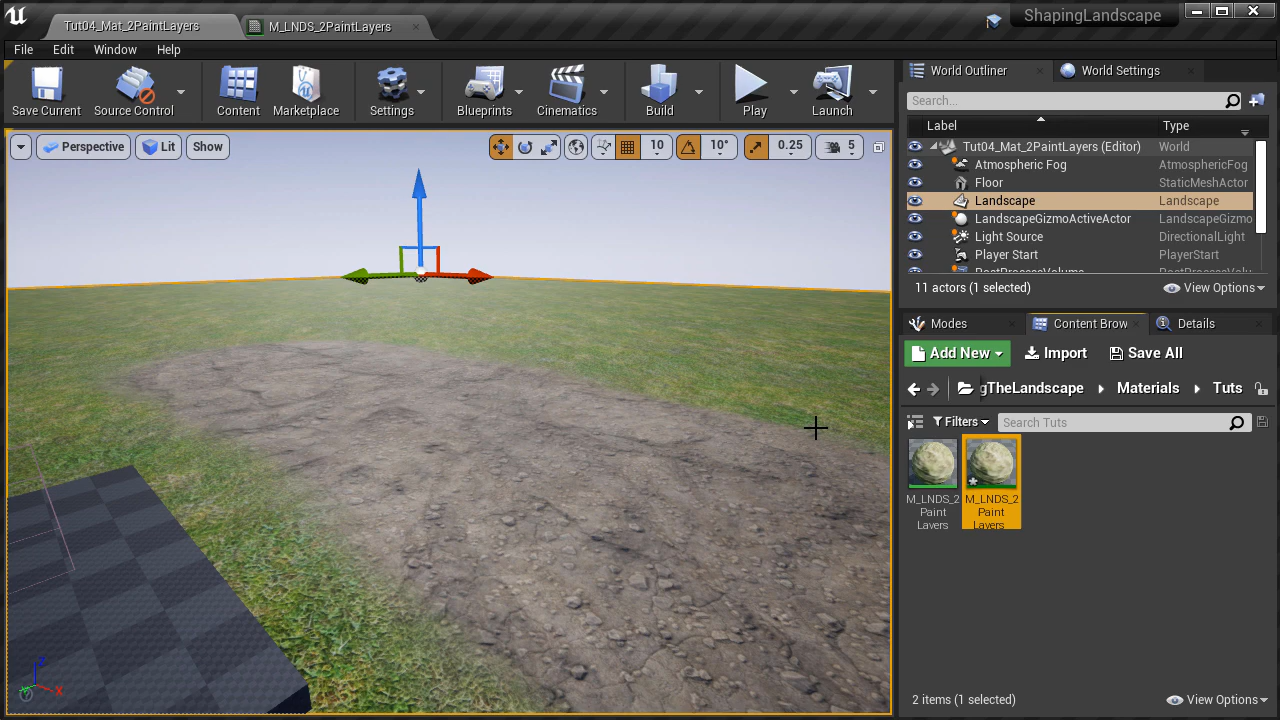 Tut04_Mat_2PaintLayers
M_LNDS_2PaintLayers
ShapingLandscape
File Edit Window Help
Save Current Source Control Content Marketplace Settings Blueprints Cinematics Build Play Launch
Perspective Lit Show 10 10° 0.25 5
World Outliner World Settings
Search...
Label Type
Tut04_Mat_2PaintLayers (Editor) World
Atmospheric Fog AtmosphericFog
Floor StaticMeshActor
Landscape Landscape
LandscapeGizmoActiveActor LandscapeGizmo
Light Source DirectionalLight
Player Start PlayerStart
PostProcessVolume PostProcessVolu
11 actors (1 selected) View Options
Modes Content Brow Details
Add New Import Save All
gTheLandscape Materials Tuts
Filters Search Tuts
M_LNDS_2
Paint
Layers
M_LNDS_2
Paint
Layers
2 items (1 selected) View Options
Z
X
Y